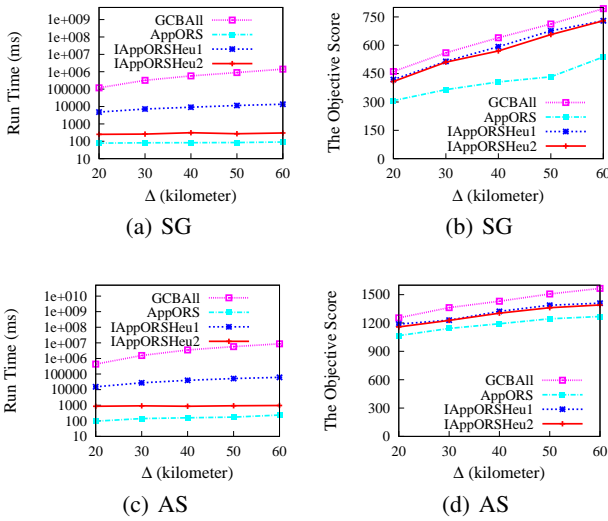 1e+009
1e+008
1e+007
1e+006
100000
10000
1000
100
10
Run Time (ms)
GCBAll
AppORS
IAppORSHeu1
IAppORSHeu2
20 30 40 50 60
Δ (kilometer)
(a) SG
750
600
450
300
150
0
The Objective Score
GCBAll
AppORS
IAppORSHeu1
IAppORSHeu2
20 30 40 50 60
Δ (kilometer)
(b) SG
1e+010
1e+009
1e+008
1e+007
1e+006
100000
10000
1000
100
10
Run Time (ms)
GCBAll
AppORS
IAppORSHeu1
IAppORSHeu2
20 30 40 50 60
Δ (kilometer)
(c) AS
1500
1200
900
600
300
0
The Objective Score
GCBAll
AppORS
IAppORSHeu1
IAppORSHeu2
20 30 40 50 60
Δ (kilometer)
(d) AS